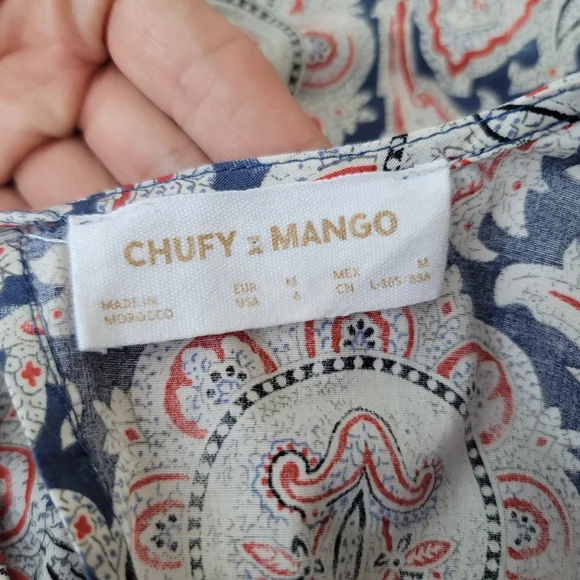 CHUFY x MANGO
MADE IN
MOROCCO
EUR M
USA 6
MEX M
CN L-165/88A